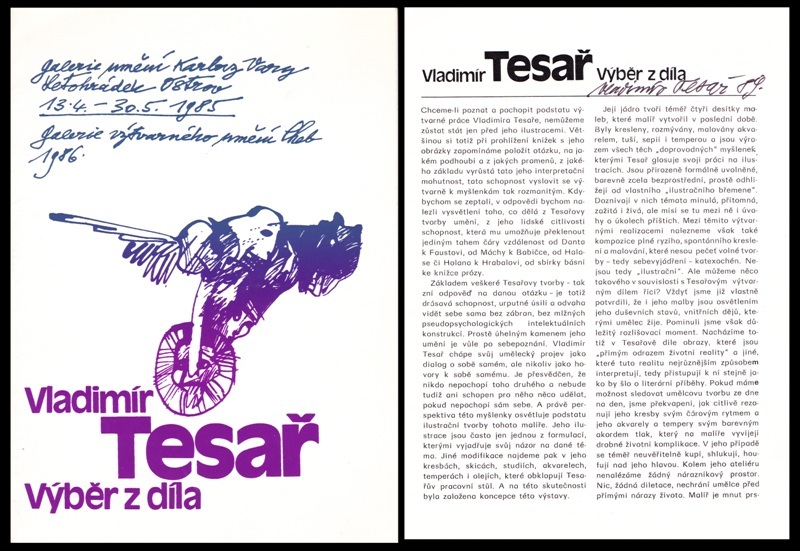 galerie umění Karlovy Vary
Letohrádek Ostrov
13.4. – 30.5. 1985
galerie výtvarného umění Cheb
1986.
Vladimír
Tesař
Výběr z díla
Vladimír Tesař Výběr z díla
Vladimír Tesař 89.
Chceme-li poznat a pochopit podstatu vý-
tvarné práce Vladimíra Tesaře, nemůžeme
zůstat stát jen před jeho ilustracemi. Vět-
šinou si totiž při prohlížení knížek s jeho
obrázky zapomínáme položit otázku, na ja-
kém podhoubí a z jakých pramenů, z jaké-
ho základu vyrůstá tato jeho interpretační
mohutnost, tato schopnost vyslovit se vý-
tvarně k myšlenkám tak rozmanitým. Kdy-
bychom se zeptali, v odpovědi bychom na-
lezli vysvětlení toho, co dělá z Tesařovy
tvorby umění, z jeho lidské citlivosti
schopnost, která mu umožňuje překlenout
jediným tahem čáry vzdálenost od Danta
k Faustovi, od Máchy k Babičce, od Hala-
se či Holana k Hrabalovi, od sbírky básní
ke knížce prózy.
Základem veškeré Tesařovy tvorby - tak
zní odpověď na danou otázku - je totiž
drásavá schopnost, urputné úsilí a odvaha
vidět sebe sama bez zábran, bez mlžných
pseudopsychologických intelektuálních
konstrukcí. Prostě úhelným kamenem jeho
umění je vůle po sebepoznání. Vladimír
Tesař chápe svůj umělecký projev jako
dialog o sobě samém, ale nikoliv jako ho-
vory k sobě samému. Je přesvědčen, že
nikdo nepochopí toho druhého a nebude
tudíž ani schopen pro něho něco udělat,
pokud nepochopí sám sebe. A právě per-
spektiva této myšlenky osvětluje podstatu
ilustrační tvorby tohoto malíře. Jeho ilu-
strace jsou často jen jednou z formulací,
kterými vyjadřuje svůj názor na dané té-
ma. Jiné modifikace najdeme pak v jeho
kresbách, skicách, studiích, akvarelech,
temperách i olejích, které obklopují Tesa-
řův pracovní stůl. A na této skutečnosti
byla založena koncepce této výstavy.
Její jádro tvoří téměř čtyři desítky ma-
leb, které malíř vytvořil v poslední době.
Byly kresleny, rozmývány, malovány akva-
relem, tuší, sepií i temperou a jsou výra-
zem všech těch „doprovodných" myšlenek,
kterými Tesař glosuje svoji práci na ilus-
tracích. Jsou přirozeně formálně uvolněné,
barevně zcela bezprostřední, prostě odhlí-
žejí od vlastního „ilustračního břemene".
Doznívají v nich témata minulá, přítomná,
zažitá i živá, ale mísí se tu mezi ně i úva-
hy o úkolech příštích. Mezi těmito výtvar-
nými realizacemi nalezneme však také
kompozice plné ryzího, spontánního kresle-
ní a malování, které nesou pečeť volné tvor-
by - tedy sebevyjádření - katexochén. Ne-
jsou tedy „ilustrační". Ale můžeme něco
takového v souvislosti s Tesařovým výtvar-
ným dílem říci? Vždyť jsme již vlastně
potvrdili, že i jeho malby jsou osvětlením
jeho duševních stavů, vnitřních dějů, kte-
rými umělec žije. Pominuli jsme však dů-
ležitý rozlišovací moment. Nacházíme to-
tiž v Tesařově díle obrazy, které jsou
„přímým odrazem životní reality" a jiné,
které tuto realitu nejrůznějším způsobem
interpretují, tedy přistupují k ní stejně ja-
ko by šlo o literární příběhy. Pokud máme
možnost sledovat umělcovu tvorbu ze dne
na den, jsme překvapeni, jak citlivě rezo-
nují jeho kresby svým čárovým rytmem a
jeho akvarely a tempery svým barevným
akordem tlak, který na malíře vyvíjejí
drobné životní komplikace. V jeho případě
se téměř neuvěřitelně kupí, shlukují, hou-
fují nad jeho hlavou. Kolem jeho ateliéru
nenalézáme žádný nárazníkový prostor.
Nic, žádná diletace, nechrání umělce před
přímými nárazy života. Malíř je mnut prs-